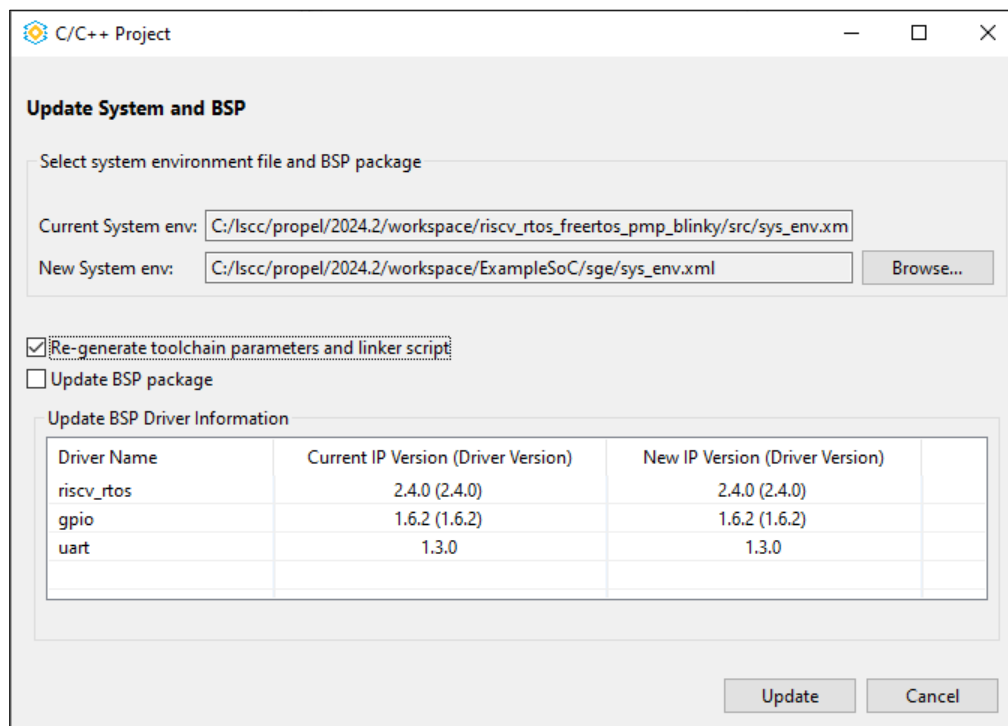 C/C++ Project
Update System and BSP
Select system environment file and BSP package
Current System env: C:/lscc/propel/2024.2/workspace/riscv_rtos_freertos_pmp_blinky/src/sys_env.xm
New System env: C:/lscc/propel/2024.2/workspace/ExampleSoC/sge/sys_env.xml Browse...
Re-generate toolchain parameters and linker script
Update BSP package
Update BSP Driver Information
Driver Name Current IP Version (Driver Version) New IP Version (Driver Version)
riscv_rtos 2.4.0 (2.4.0) 2.4.0 (2.4.0)
gpio 1.6.2 (1.6.2) 1.6.2 (1.6.2)
uart 1.3.0 1.3.0
Update Cancel